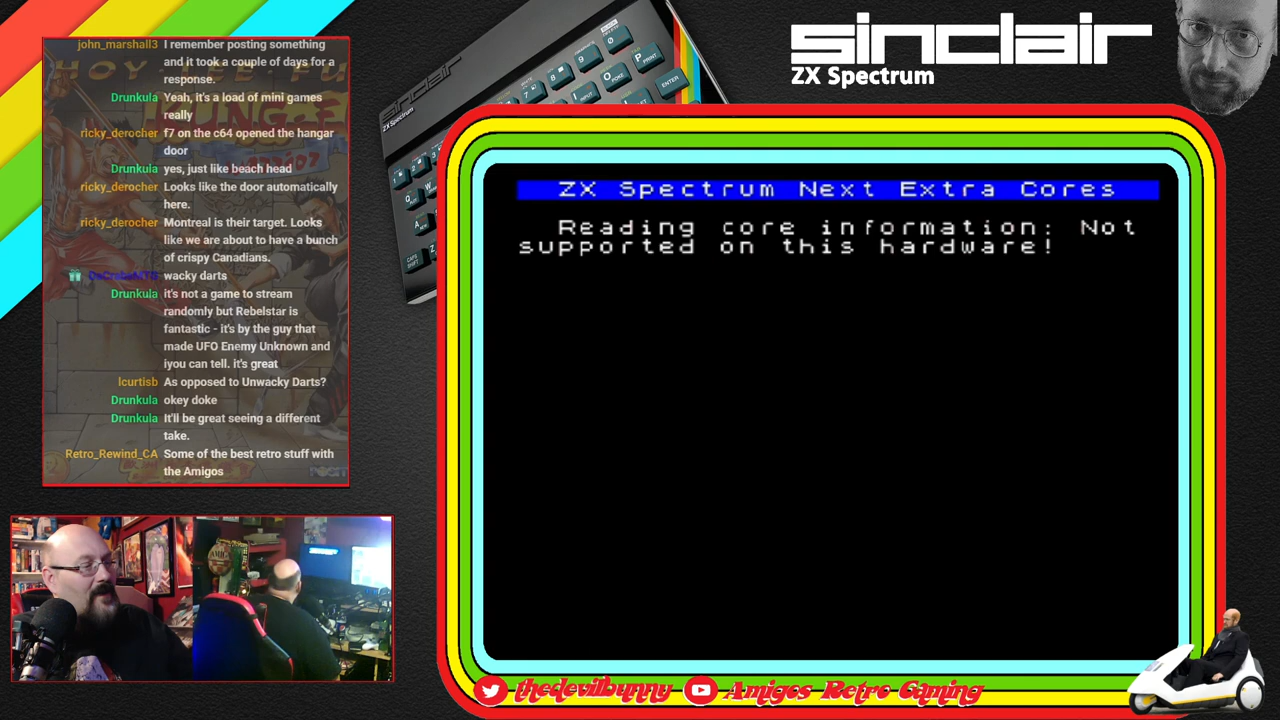 john_marshall3 I remember posting something
and it took a couple of days for a
response.
Drunkula Yeah, it's a load of mini games
really
ricky_derocher f7 on the c64 opened the hangar
door
Drunkula yes, just like beach head
ricky_derocher Looks like the door automatically
here.
ricky_derocher Montreal is their target. Looks
like we are about to have a bunch
of crispy Canadians.
wacky darts
Drunkula it's not a game to stream
randomly but Rebelstar is
fantastic - it's by the guy that
made UFO Enemy Unknown and
iyou can tell. it's great
lcurtisb As opposed to Unwacky Darts?
Drunkula okey doke
Drunkula It'll be great seeing a different
take.
Retro_Rewind_CA Some of the best retro stuff with
the Amigos
sinclair
ZX Spectrum
sinclair
ZX Spectrum
PRINT
ENTER
ZX Spectrum Next Extra Cores
Reading core information: Not
supported on this hardware!
thedevilbunny Amigos Retro Gaming